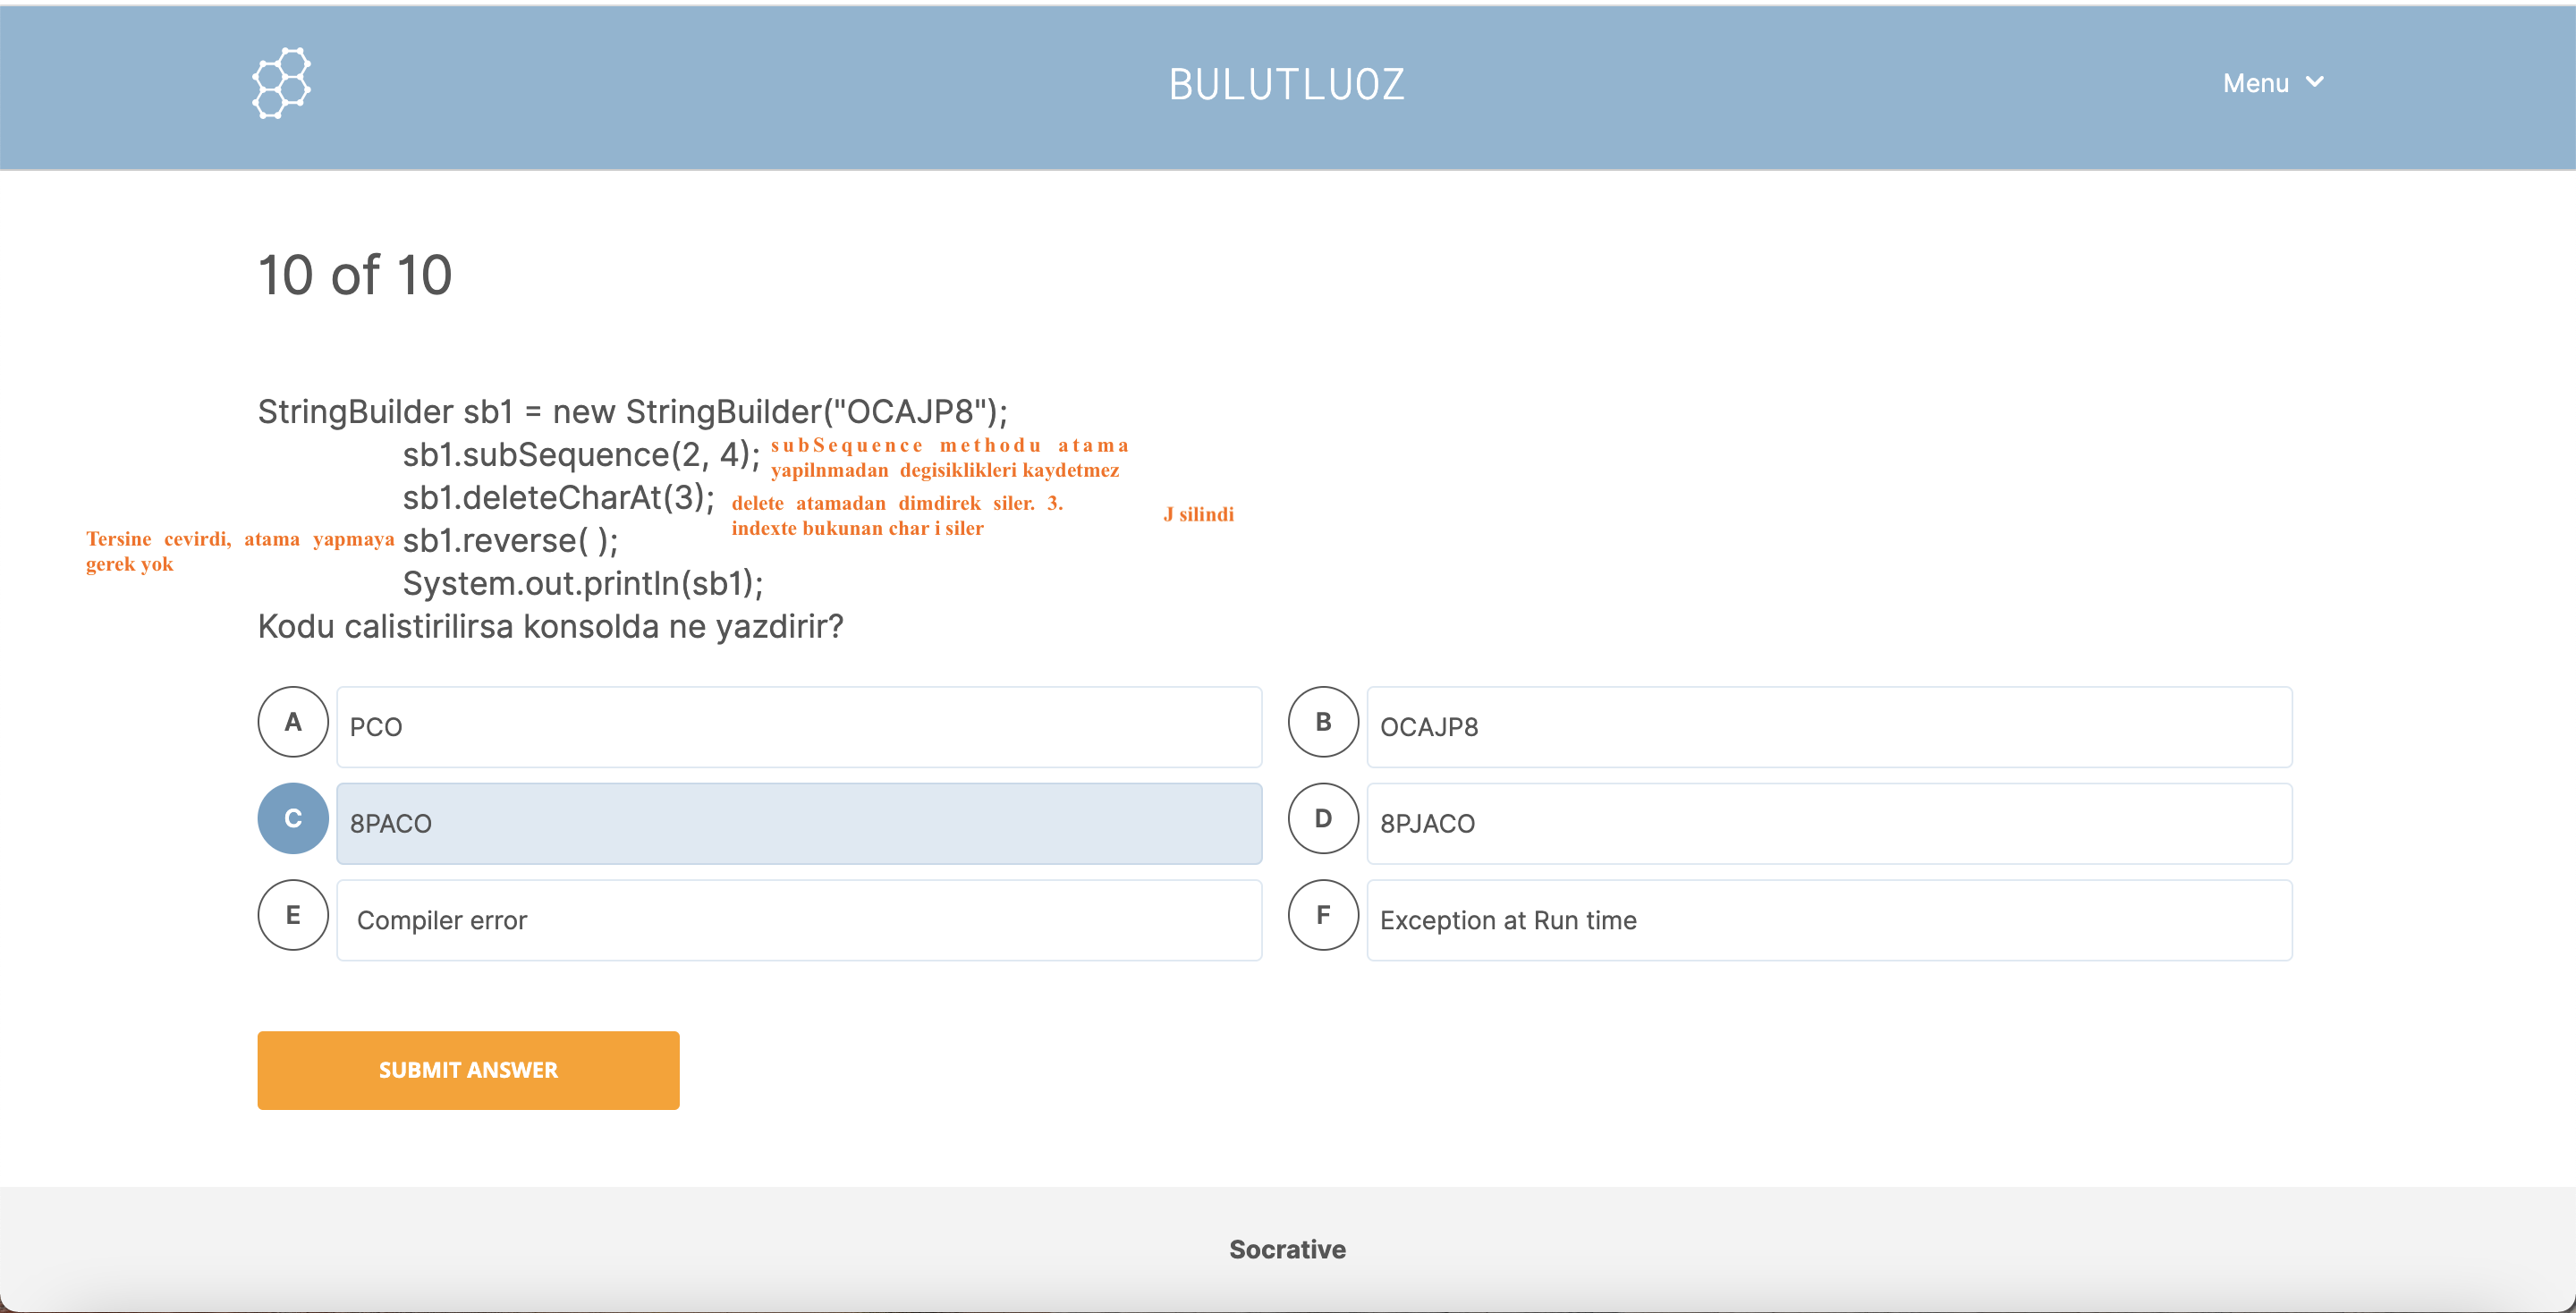 BULUTLUOZ
Menu
10 of 10
StringBuilder sb1 = new StringBuilder("OCAJP8");
sb1.subSequence(2, 4);
subSequence methodu atama
yapilnmadan degisiklikleri kaydetmez
sb1.deleteCharAt(3);
delete atamadan dimdirek siler. 3.
indexte bukunan char i siler
J silindi
Tersine cevirdi, atama yapmaya
gerek yok
sb1.reverse( );
System.out.println(sb1);
Kodu calistirilirsa konsolda ne yazdirir?
A PCO
B OCAJP8
C 8PACO
D 8PJACO
E Compiler error
F Exception at Run time
SUBMIT ANSWER
Socrative